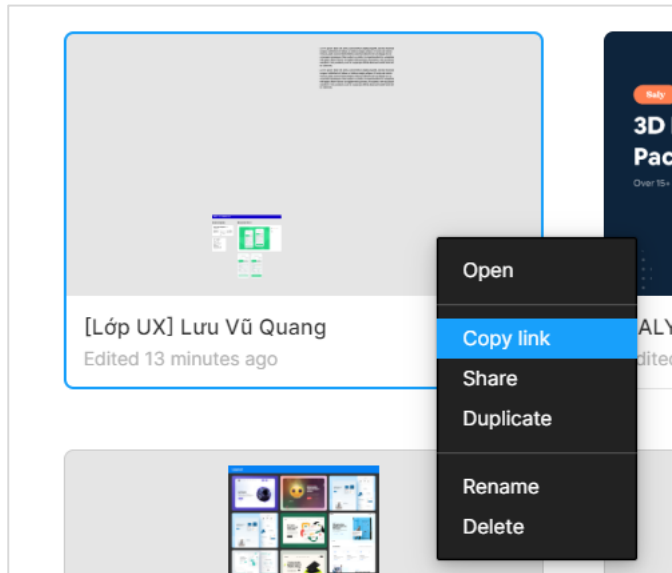 [Lớp UX] Lưu Vũ Quang
Edited 13 minutes ago
Open
Copy link
Share
Duplicate
Rename
Delete
Saly
3D
Pac
Over 15+
ALY
dited